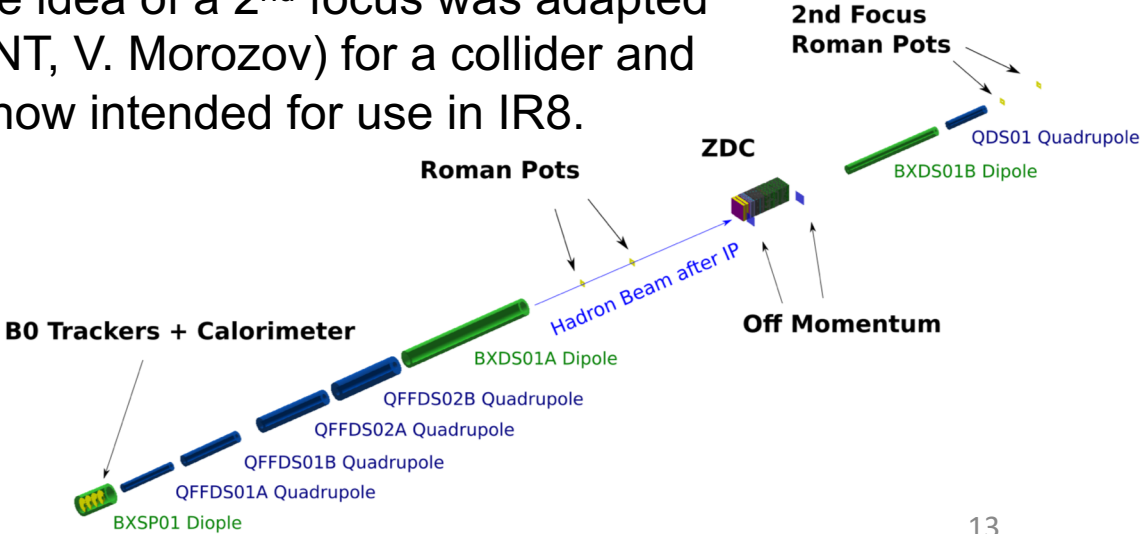 e idea of a 2nd focus was adapted
NT, V. Morozov) for a collider and
now intended for use in IR8.
2nd Focus
Roman Pots
QDS01 Quadrupole
BXDS01B Dipole
ZDC
Roman Pots
Hadron Beam after IP
Off Momentum
B0 Trackers + Calorimeter
BXDS01A Dipole
QFFDS02B Quadrupole
QFFDS02A Quadrupole
QFFDS01B Quadrupole
QFFDS01A Quadrupole
BXSP01 Diople
13